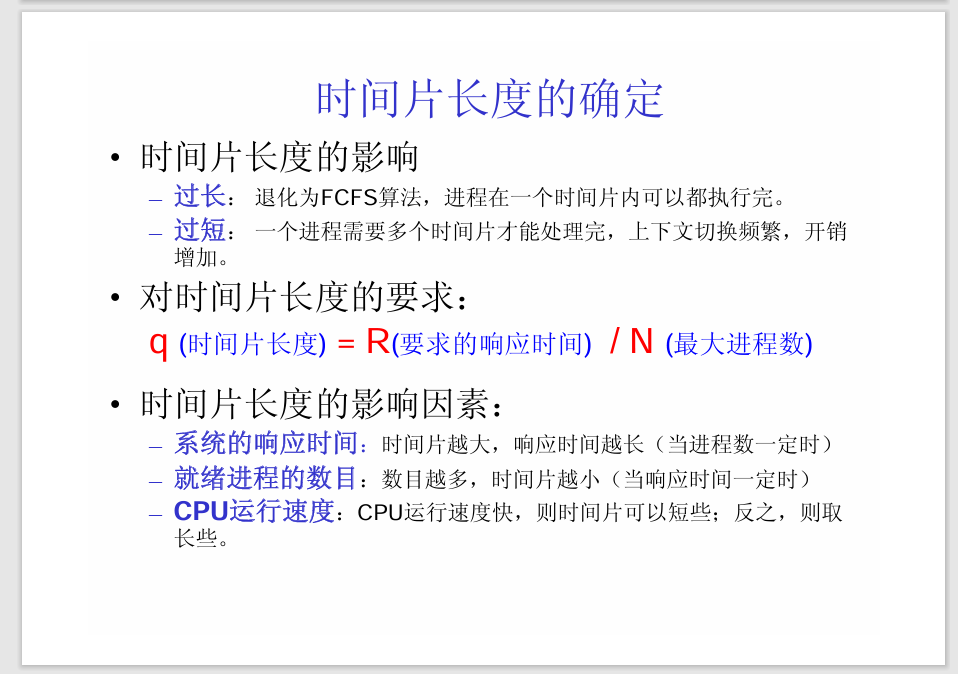 时间片长度的确定
• 时间片长度的影响
– 过长： 退化为FCFS算法，进程在一个时间片内可以都执行完。
– 过短： 一个进程需要多个时间片才能处理完，上下文切换频繁，开销
增加。
• 对时间片长度的要求：
q (时间片长度) = R(要求的响应时间) / N (最大进程数)
• 时间片长度的影响因素：
– 系统的响应时间：时间片越大，响应时间越长（当进程数一定时）
– 就绪进程的数目：数目越多，时间片越小（当响应时间一定时）
– CPU运行速度：CPU运行速度快，则时间片可以短些；反之，则取
长些。